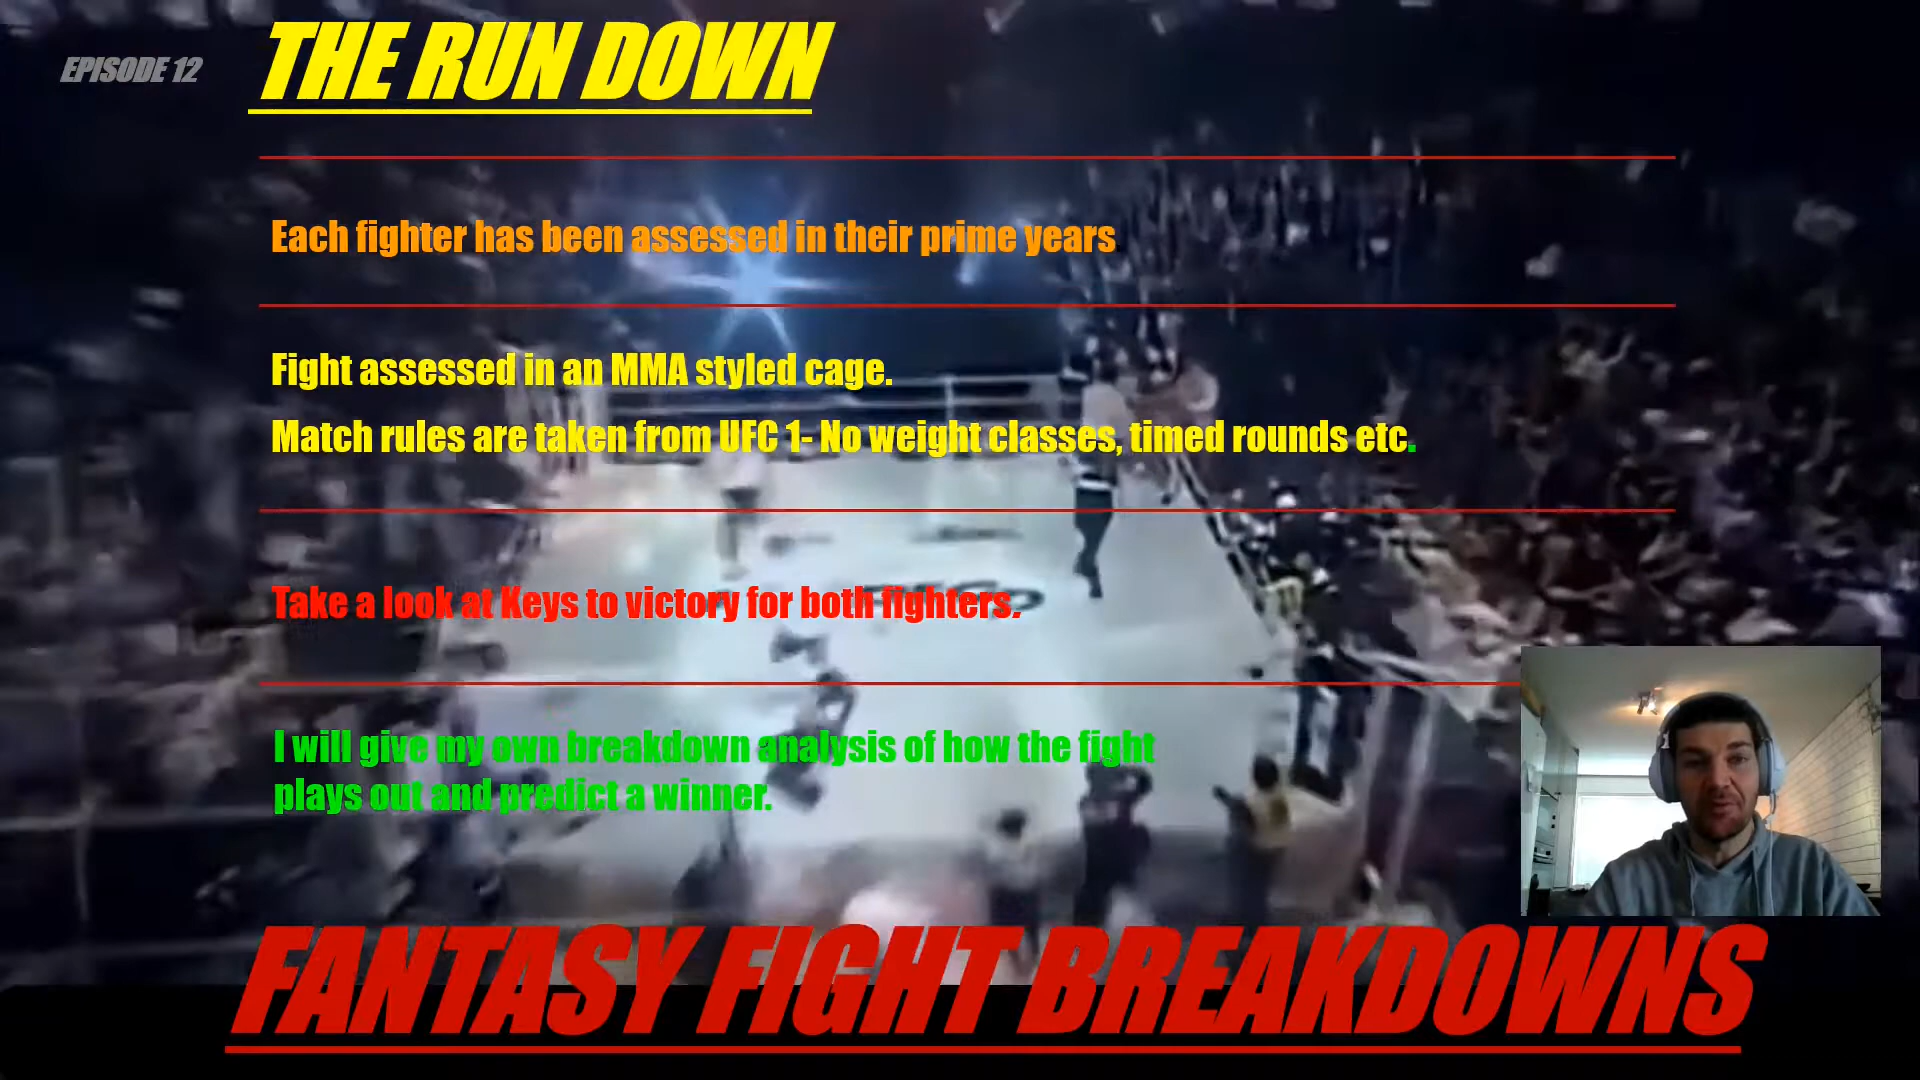 EPISODE 12
THE RUN DOWN
Each fighter has been assessed in their prime years
Fight assessed in an MMA styled cage.
Match rules are taken from UFC 1- No weight classes, timed rounds etc.
Take a look at Keys to victory for both fighters.
I will give my own breakdown analysis of how the fight
plays out and predict a winner.
FANTASY FIGHT BREAKDOWNS